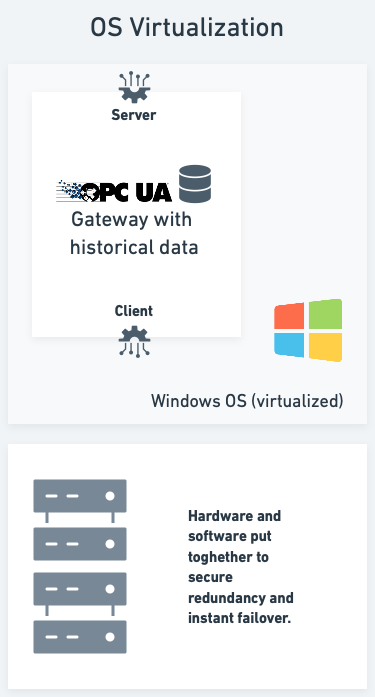 OS Virtualization
Server
OPC UA
Gateway with
historical data
Client
Windows OS (virtualized)
Hardware and
software put
toghether to
secure
redundancy and
instant failover.